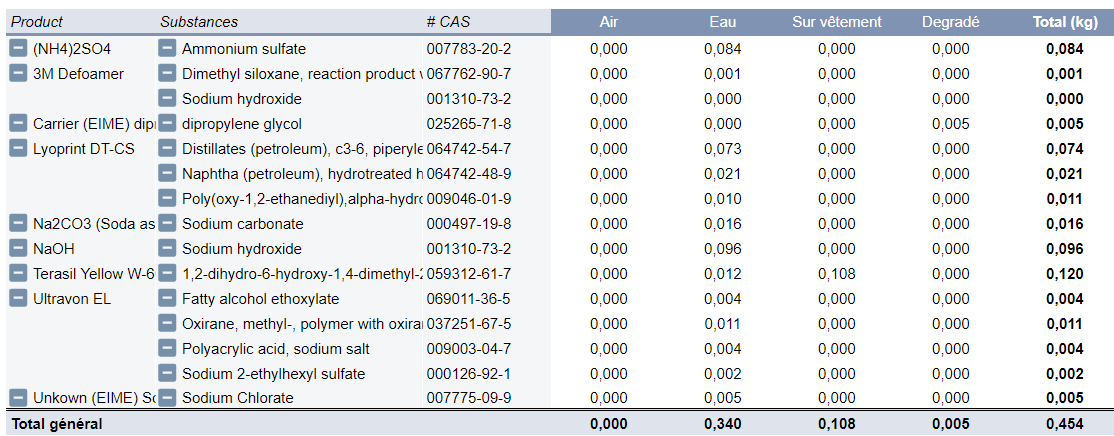 Product Substances # CAS Air Eau Sur vêtement Degradé Total (kg)
(NH4)2SO4 Ammonium sulfate 007783-20-2 0,000 0,084 0,000 0,000 0,084
3M Defoamer Dimethyl siloxane, reaction product 067762-90-7 0,000 0,001 0,000 0,000 0,001
Sodium hydroxide 001310-73-2 0,000 0,000 0,000 0,000 0,000
Carrier (EIME) dip dipropylene glycol 025265-71-8 0,000 0,000 0,000 0,005 0,005
Lyoprint DT-CS Distillates (petroleum), c3-6, piperyle 064742-54-7 0,000 0,073 0,000 0,000 0,074
Naphtha (petroleum), hydrotreated h 064742-48-9 0,000 0,021 0,000 0,000 0,021
Poly(oxy-1,2-ethanediyl),alpha-hydro 009046-01-9 0,000 0,010 0,000 0,000 0,011
Na2CO3 (Soda as Sodium carbonate 000497-19-8 0,000 0,016 0,000 0,000 0,016
NaOH Sodium hydroxide 001310-73-2 0,000 0,096 0,000 0,000 0,096
Terasil Yellow W-6 1,2-dihydro-6-hydroxy-1,4-dimethyl-2 059312-61-7 0,000 0,012 0,108 0,000 0,120
Ultravon EL Fatty alcohol ethoxylate 069011-36-5 0,000 0,004 0,000 0,000 0,004
Oxirane, methyl-, polymer with oxira 037251-67-5 0,000 0,011 0,000 0,000 0,011
Polyacrylic acid, sodium salt 009003-04-7 0,000 0,004 0,000 0,000 0,004
Sodium 2-ethylhexyl sulfate 000126-92-1 0,000 0,002 0,000 0,000 0,002
Unkown (EIME) So Sodium Chlorate 007775-09-9 0,000 0,005 0,000 0,000 0,005
Total général 0,000 0,340 0,108 0,005 0,454